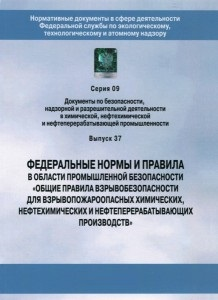 Нормативные документы в сфере деятельности
Федеральной службы по экологическому,
технологическому и атомному надзору
Серия 09
Документы по безопасности,
надзорной и разрешительной деятельности
в химической, нефтехимической
и нефтеперерабатывающей промышленности
Выпуск 37
ФЕДЕРАЛЬНЫЕ НОРМЫ И ПРАВИЛА
В ОБЛАСТИ ПРОМЫШЛЕННОЙ БЕЗОПАСНОСТИ
«ОБЩИЕ ПРАВИЛА ВЗРЫВОБЕЗОПАСНОСТИ
ДЛЯ ВЗРЫВОПОЖАРООПАСНЫХ ХИМИЧЕСКИХ,
НЕФТЕХИМИЧЕСКИХ И НЕФТЕПЕРЕРАБАТЫВАЮЩИХ
ПРОИЗВОДСТВ»